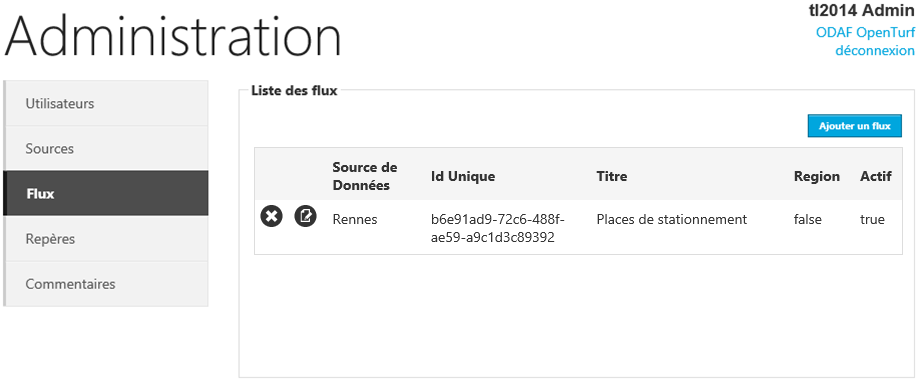 Administration
tl2014 Admin
ODAF OpenTurf
déconnexion
Utilisateurs
Sources
Flux
Repères
Commentaires
Liste des flux
Ajouter un flux
Source de Données Id Unique Titre Region Actif
Rennes b6e91ad9-72c6-488f- Places de stationnement false true
ae59-a9c1d3c89392